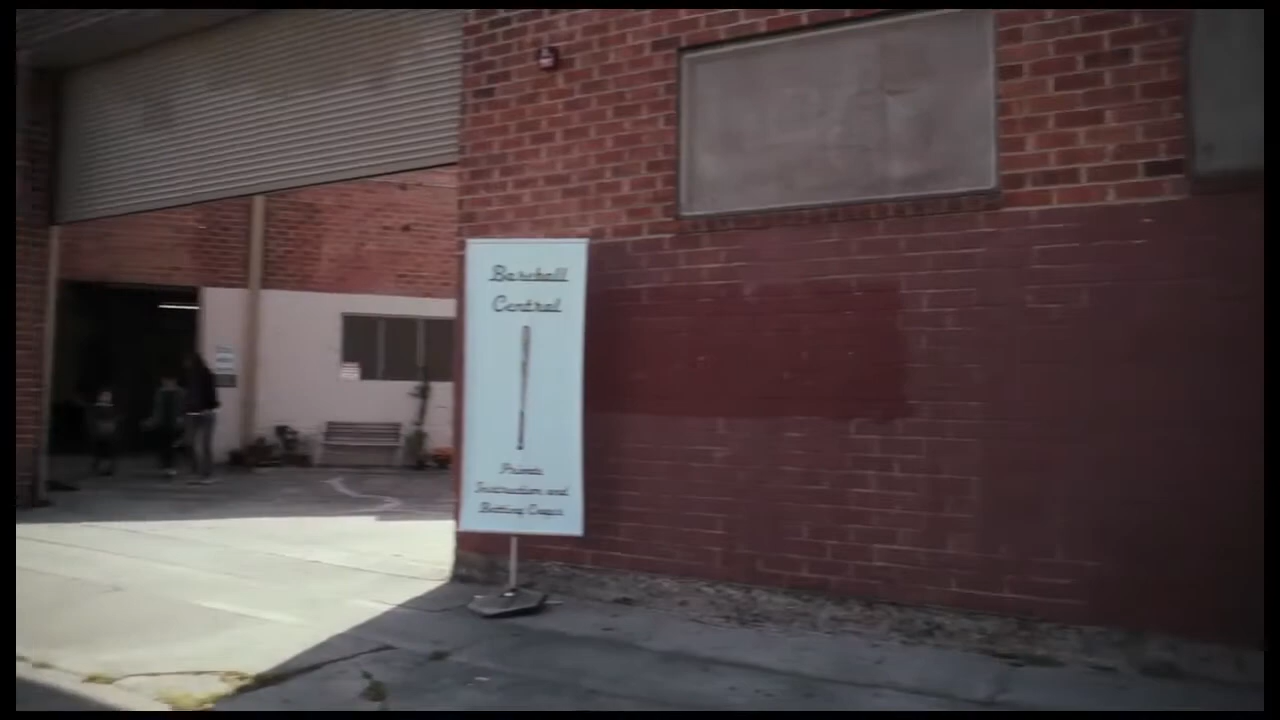 Baseball
Central
Private
Instruction and
Batting Cages